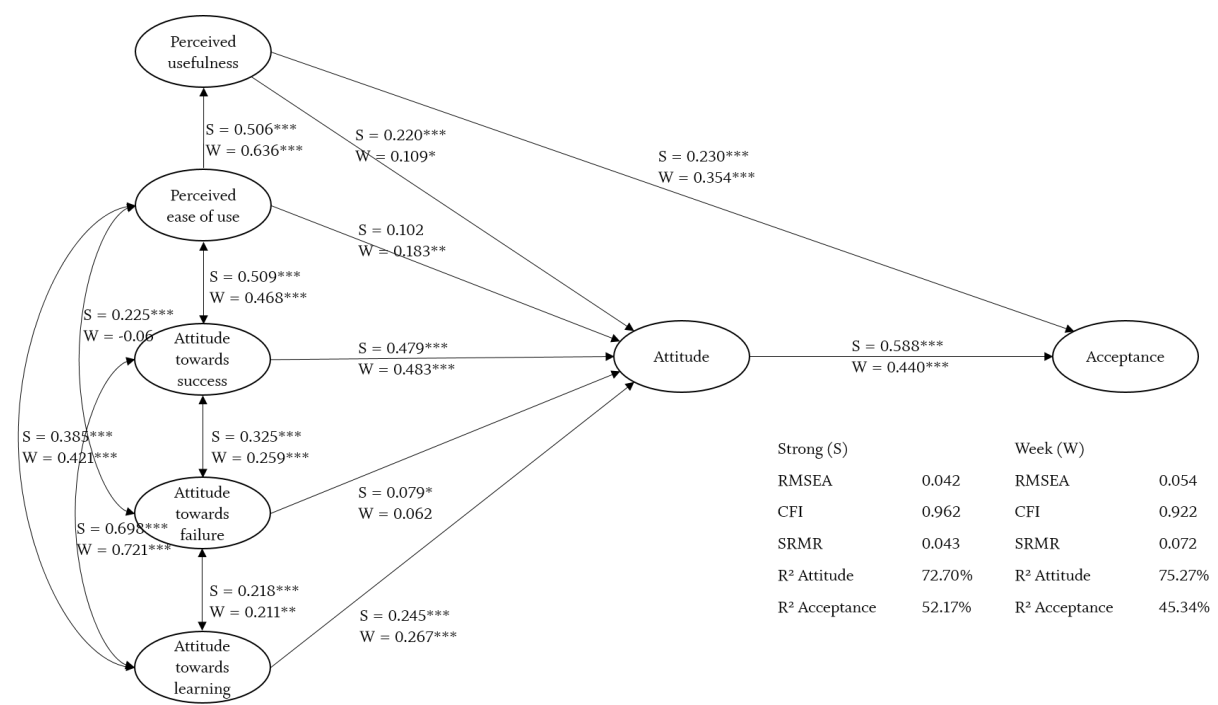 Perceived
usefulness
S = 0.506***
W = 0.636***
S = 0.220***
W = 0.109*
S = 0.230***
W = 0.354***
Perceived
ease of use
S = 0.102
W = 0.183**
S = 0.509***
W = 0.468***
S = 0.225***
W = -0.06
Attitude
towards
success
S = 0.479***
W = 0.483***
Attitude
S = 0.588***
W = 0.440***
Acceptance
S = 0.385***
W = 0.421***
S = 0.325***
W = 0.259***
Attitude
towards
failure
S = 0.079*
W = 0.062
S = 0.698***
W = 0.721***
S = 0.218***
W = 0.211**
S = 0.245***
W = 0.267***
Attitude
towards
learning
Strong (S) Week (W)
RMSEA 0.042 RMSEA 0.054
CFI 0.962 CFI 0.922
SRMR 0.043 SRMR 0.072
R² Attitude 72.70% R² Attitude 75.27%
R² Acceptance 52.17% R² Acceptance 45.34%